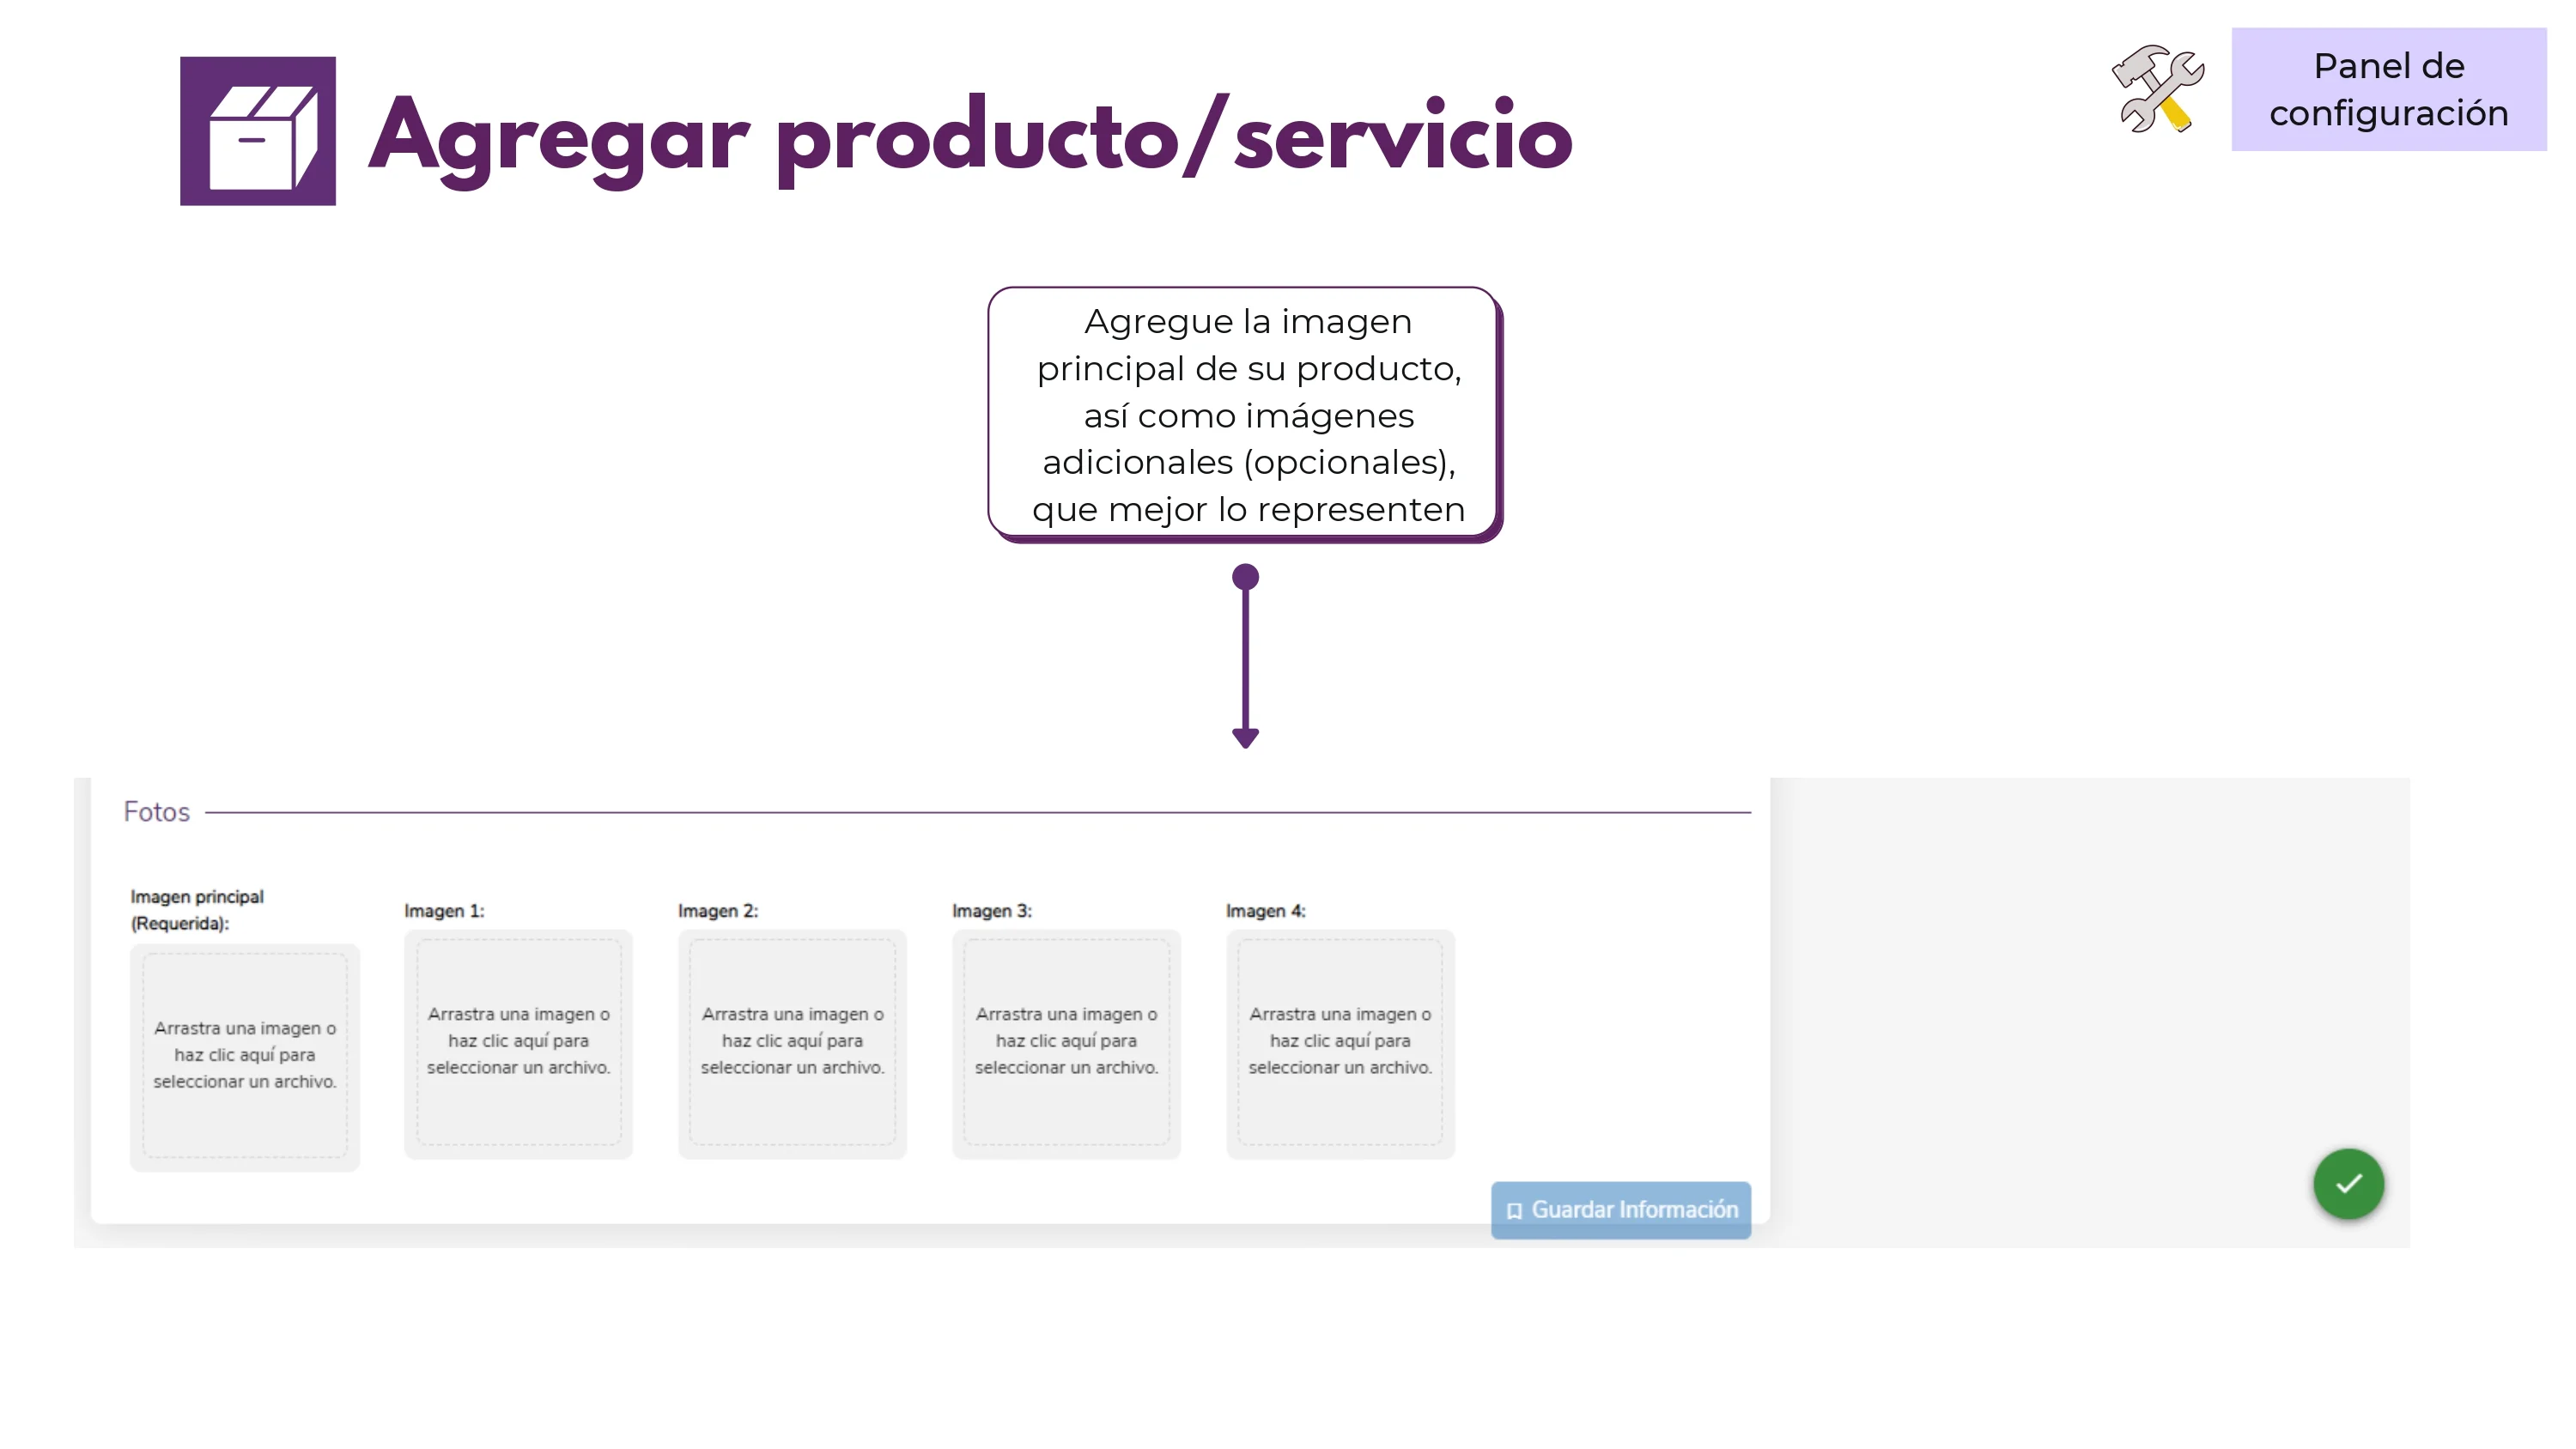 Agregar producto/servicio
Panel de
configuración
Agregue la imagen
principal de su producto,
así como imágenes
adicionales (opcionales),
que mejor lo representen
Fotos
Imagen principal
(Requerida):
Arrastra una imagen o
haz clic aquí para
seleccionar un archivo.
Imagen 1:
Arrastra una imagen o
haz clic aquí para
seleccionar un archivo.
Imagen 2:
Arrastra una imagen o
haz clic aquí para
seleccionar un archivo.
Imagen 3:
Arrastra una imagen o
haz clic aquí para
seleccionar un archivo.
Imagen 4:
Arrastra una imagen o
haz clic aquí para
seleccionar un archivo.
Guardar Información